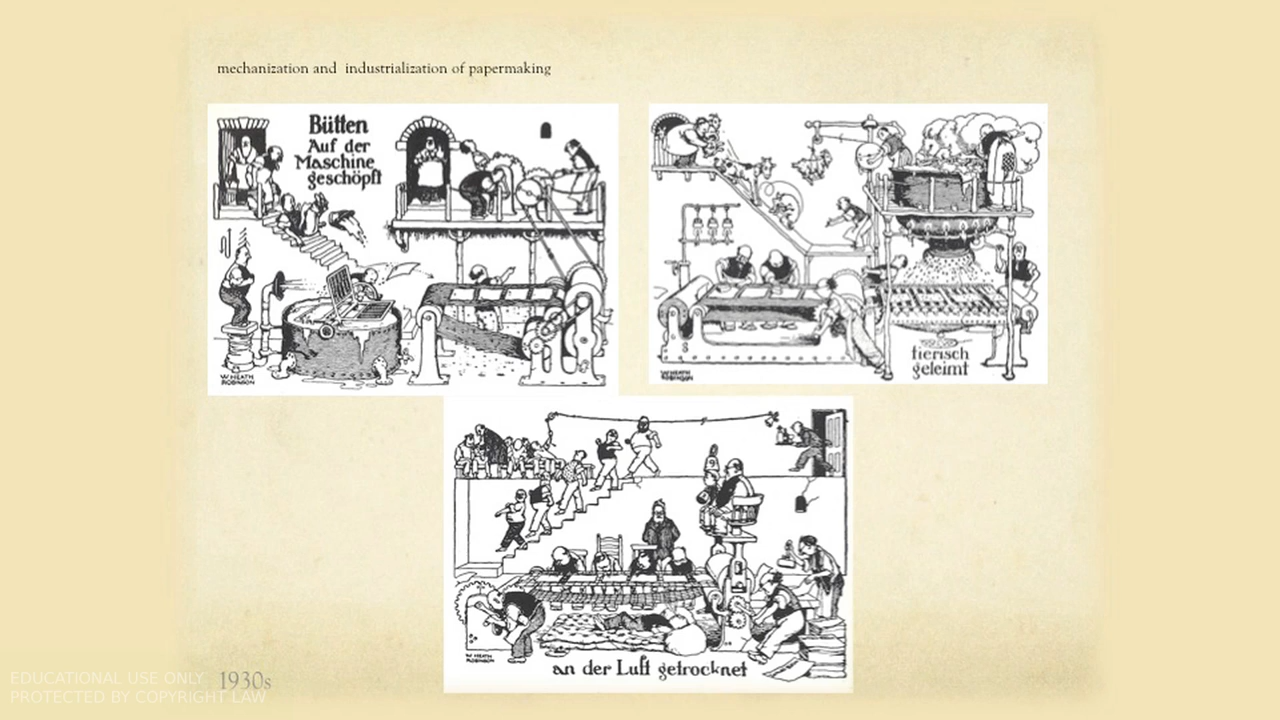 mechanization and industrialization of papermaking
Bütten
Auf der
Maschine
geschöpft
W HEATH
ROBINSON
tierisch
geleimt
W. HEATH
ROBINSON
an der Luft getrocknet
W HEATH
ROBINSON
1930s
EDUCATIONAL USE ONLY
PROTECTED BY COPYRIGHT LAW